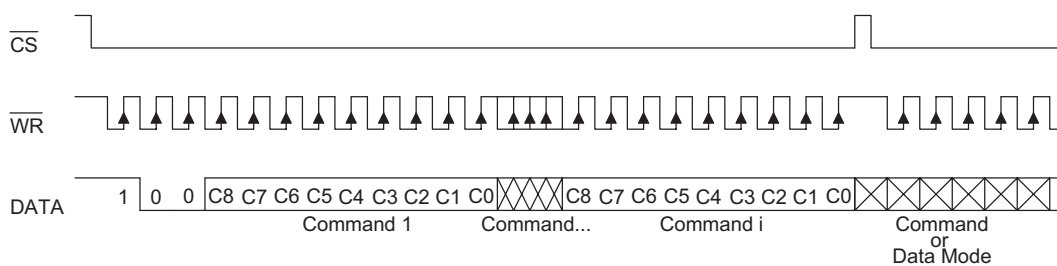 CS
WR
DATA 1 0 0 C8 C7 C6 C5 C4 C3 C2 C1 C0 C8 C7 C6 C5 C4 C3 C2 C1 C0
Command 1 Command... Command i Command
or
Data Mode